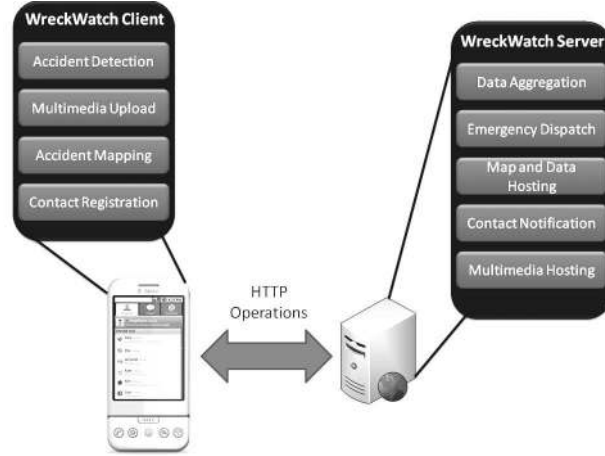 WreckWatch Client
Accident Detection
Multimedia Upload
Accident Mapping
Contact Registration
WreckWatch Server
Data Aggregation
Emergency Dispatch
Map and Data
Hosting
Contact Notification
Multimedia Hosting
HTTP
Operations